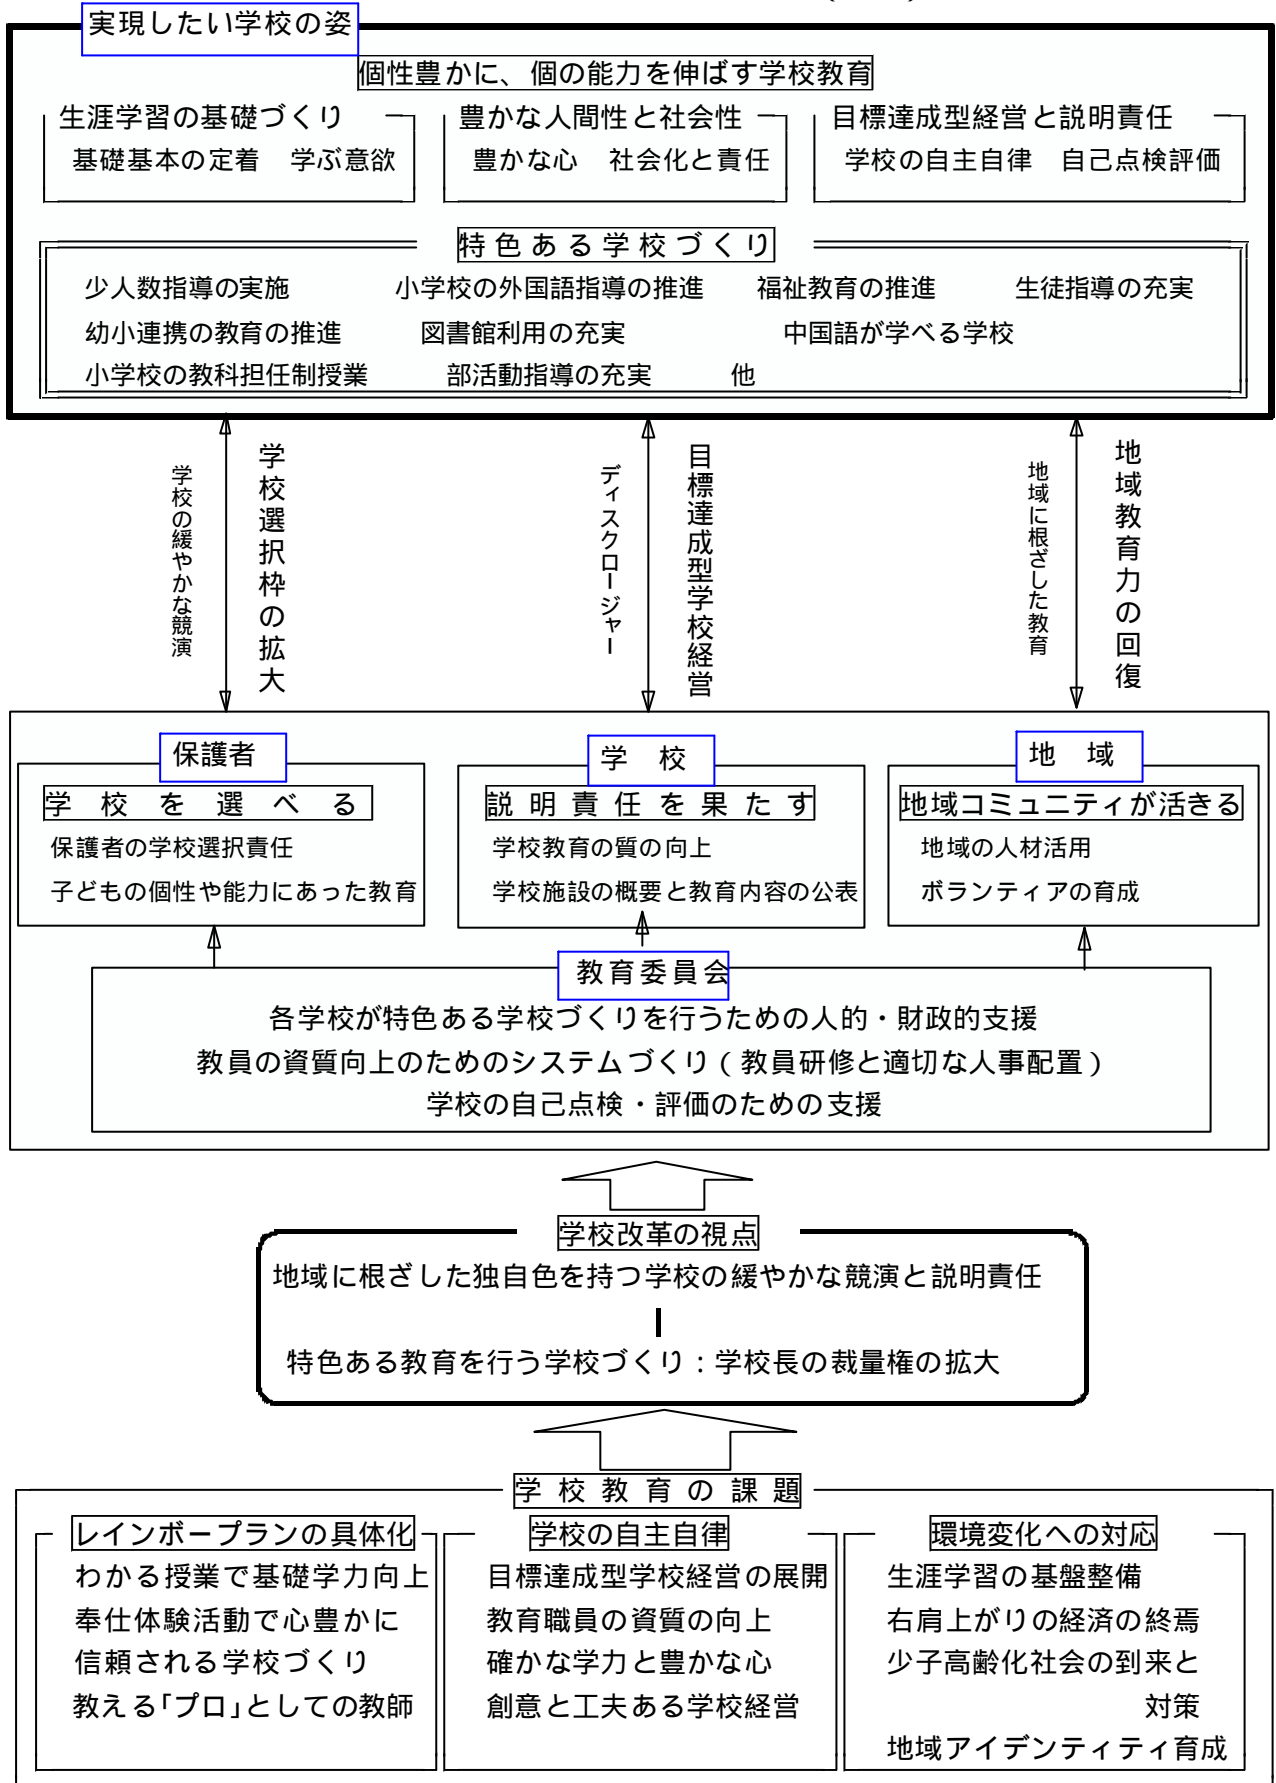 実現したい学校の姿
個性豊かに、個の能力を伸ばす学校教育
生涯学習の基礎づくり
基礎基本の定着　学ぶ意欲
豊かな人間性と社会性
豊かな心　社会化と責任
目標達成型経営と説明責任
学校の自主自律　自己点検評価
特色ある学校づくり
少人数指導の実施　小学校の外国語指導の推進　福祉教育の推進　生徒指導の充実
幼小連携の教育の推進　図書館利用の充実　中国語が学べる学校
小学校の教科担任制授業　部活動指導の充実　他
学校選択枠の拡大
学校の緩やかな競演
目標達成型学校経営
ディスクロージャー
地域教育力の回復
地域に根ざした教育
保護者
学校を選べる
保護者の学校選択責任
子どもの個性や能力にあった教育
学　校
説明責任を果たす
学校教育の質の向上
学校施設の概要と教育内容の公表
地　域
地域コミュニティが活きる
地域の人材活用
ボランティアの育成
教育委員会
各学校が特色ある学校づくりを行うための人的・財政的支援
教員の資質向上のためのシステムづくり（教員研修と適切な人事配置）
学校の自己点検・評価のための支援
学校改革の視点
地域に根ざした独自色を持つ学校の緩やかな競演と説明責任
特色ある教育を行う学校づくり：学校長の裁量権の拡大
学校教育の課題
レインボープランの具体化
わかる授業で基礎学力向上
奉仕体験活動で心豊かに
信頼される学校づくり
教える「プロ」としての教師
学校の自主自律
目標達成型学校経営の展開
教育職員の資質の向上
確かな学力と豊かな心
創意と工夫ある学校経営
環境変化への対応
生涯学習の基盤整備
右肩上がりの経済の終焉
少子高齢化社会の到来と
対策
地域アイデンティティ育成